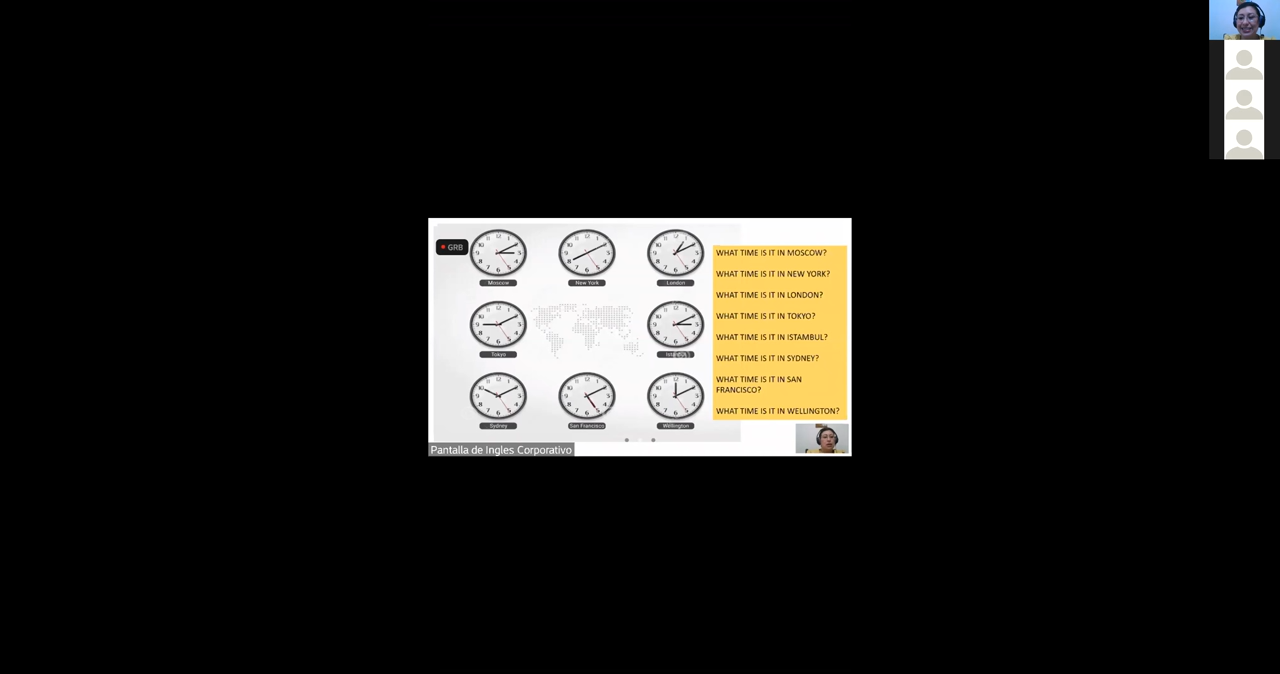 GRB
Moscow
New York
London
Tokyo
Sydney
San Francisco
Wellington
WHAT TIME IS IT IN MOSCOW?
WHAT TIME IS IT IN NEW YORK?
WHAT TIME IS IT IN LONDON?
WHAT TIME IS IT IN TOKYO?
WHAT TIME IS IT IN ISTAMBUL?
WHAT TIME IS IT IN SYDNEY?
WHAT TIME IS IT IN SAN
FRANCISCO?
WHAT TIME IS IT IN WELLINGTON?
Pantalla de Ingles Corporativo